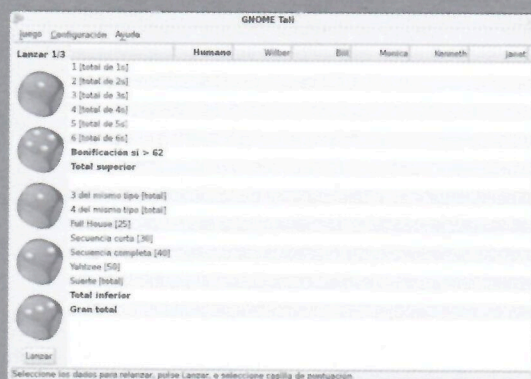 GNOME Tali
Juego Configuración Ayuda
Lanzar 1/3 Humano Wilber Bill Monica Kenneth Janet
1 [total de 1s]
2 [total de 2s]
3 [total de 3s]
4 [total de 4s]
5 [total de 5s]
6 [total de 6s]
Bonificación si > 62
Total superior
3 del mismo tipo [total]
4 del mismo tipo [total]
Full House [25]
Secuencia corta [30]
Secuencia completa [40]
Yahtzee [50]
Suerte [total]
Total inferior
Gran total
Lanzar
Seleccione los dados para relanzar, pulse Lanzar, o seleccione casilla de puntuación.